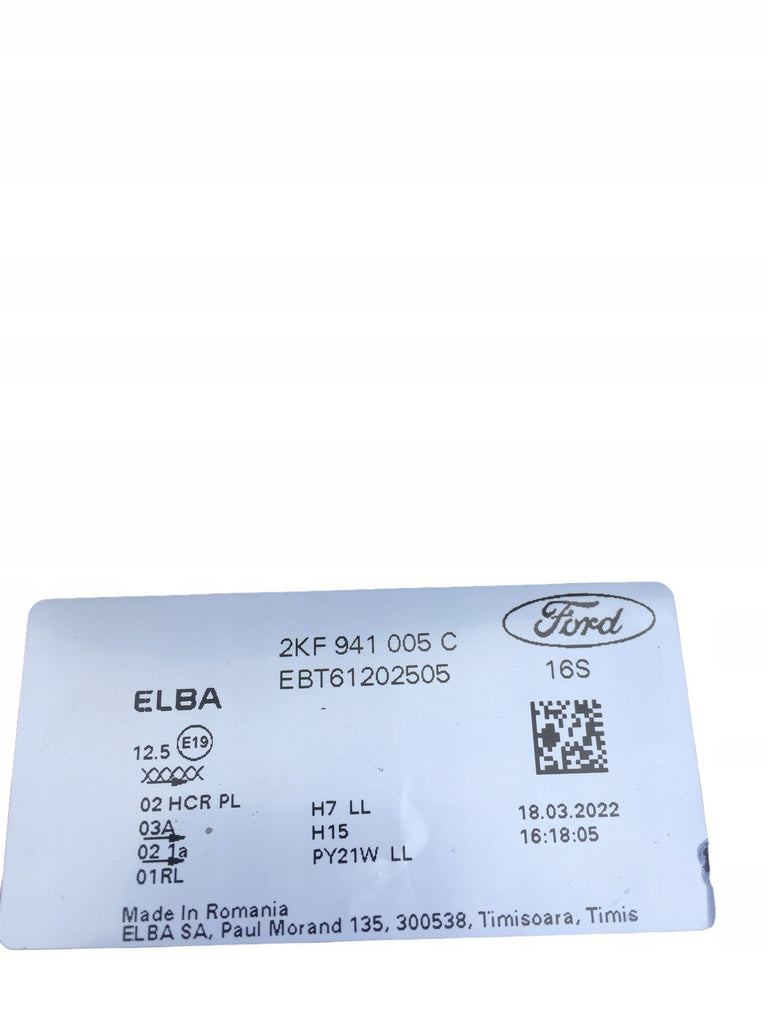 Ford
2KF 941 005 C
EBT61202505
16S
ELBA
12.5 E19
XXXXX
02 HCR PL
H7 LL
18.03.2022
03A
H15
16:18:05
02 1a
PY21W LL
01RL
Made In Romania
ELBA SA, Paul Morand 135, 300538, Timisoara, Timis